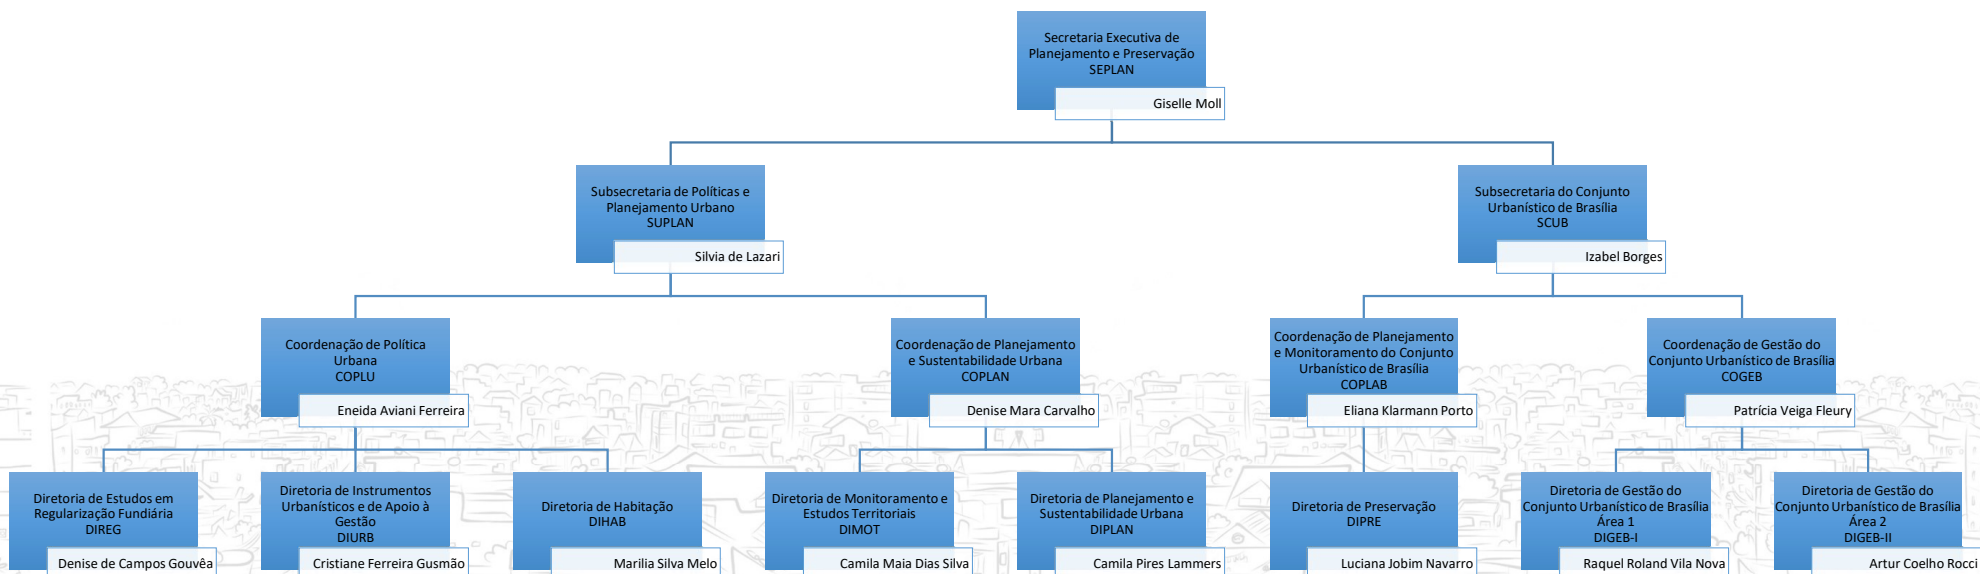 Secretaria Executiva de
Planejamento e Preservação
SEPLAN
Giselle Moll
Subsecretaria de Políticas e
Planejamento Urbano
SUPLAN
Silvia de Lazari
Subsecretaria do Conjunto
Urbanístico de Brasília
SCUB
Izabel Borges
Coordenação de Política
Urbana
COPLU
Eneida Aviani Ferreira
Coordenação de Planejamento
e Sustentabilidade Urbana
COPLAN
Denise Mara Carvalho
Coordenação de Planejamento
e Monitoramento do Conjunto
Urbanístico de Brasília
COPLAB
Eliana Klarmann Porto
Coordenação de Gestão do
Conjunto Urbanístico de Brasília
COGEB
Patrícia Veiga Fleury
Diretoria de Estudos em
Regularização Fundiária
DIREG
Denise de Campos Gouvêa
Diretoria de Instrumentos
Urbanísticos e de Apoio à
Gestão
DIURB
Cristiane Ferreira Gusmão
Diretoria de Habitação
DIHAB
Marilia Silva Melo
Diretoria de Monitoramento e
Estudos Territoriais
DIMOT
Camila Maia Dias Silva
Diretoria de Planejamento e
Sustentabilidade Urbana
DIPLAN
Camila Pires Lammers
Diretoria de Preservação
DIPRE
Luciana Jobim Navarro
Diretoria de Gestão do
Conjunto Urbanístico de Brasília
Área 1
DIGEB-I
Raquel Roland Vila Nova
Diretoria de Gestão do
Conjunto Urbanístico de Brasília
Área 2
DIGEB-II
Artur Coelho Rocci